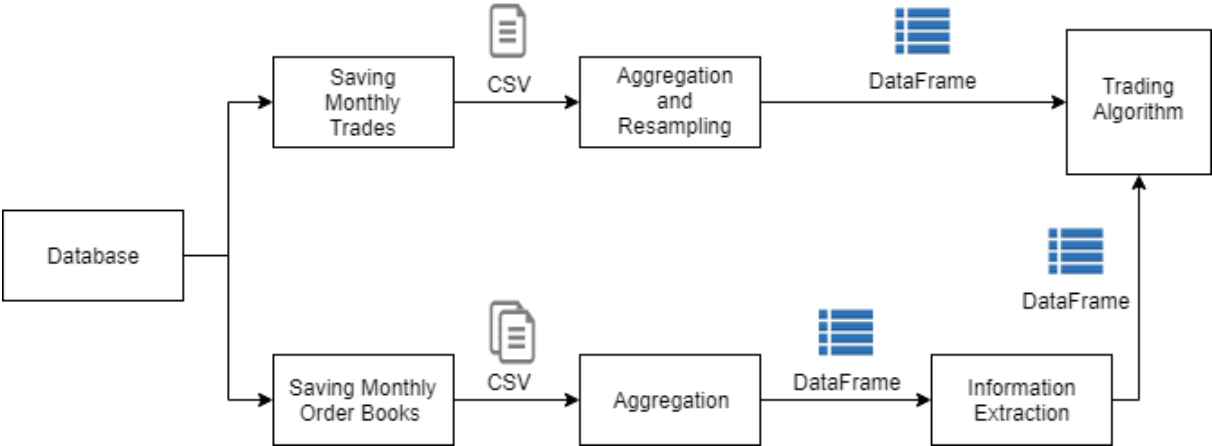 Saving
Monthly
Trades
CSV
Aggregation
and
Resampling
DataFrame
Trading
Algorithm
Database
DataFrame
Saving Monthly
Order Books
CSV
Aggregation
DataFrame
Information
Extraction